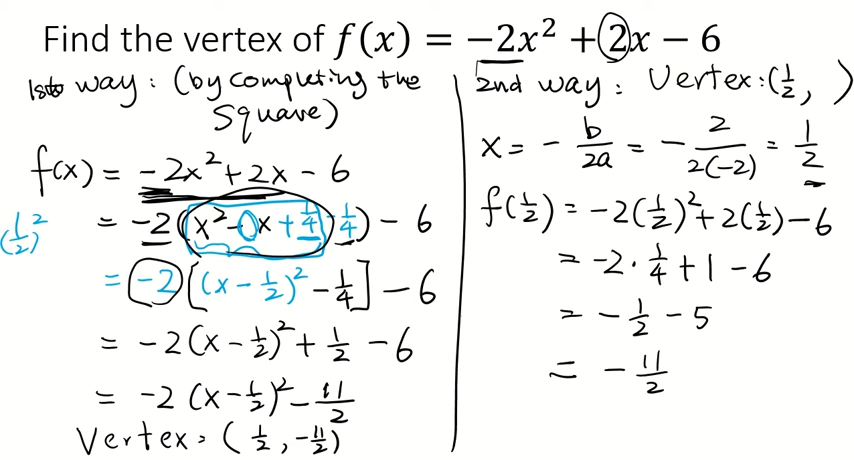 Find the vertex of f(x) = −2x² + 2x − 6
1st way: (by completing the
square)
f(x) = −2x² + 2x − 6
= −2(x² − x + 1/4 − 1/4) − 6
(1/2)²
= −2[(x − 1/2)² − 1/4] − 6
= −2(x − 1/2)² + 1/2 − 6
= −2(x − 1/2)² − 11/2
Vertex = (1/2, −11/2)
2nd way: Vertex: (1/2, )
x = − b/2a = − 2/2(−2) = 1/2
f(1/2) = −2(1/2)² + 2(1/2) − 6
= −2 · 1/4 + 1 − 6
= − 1/2 − 5
= − 11/2